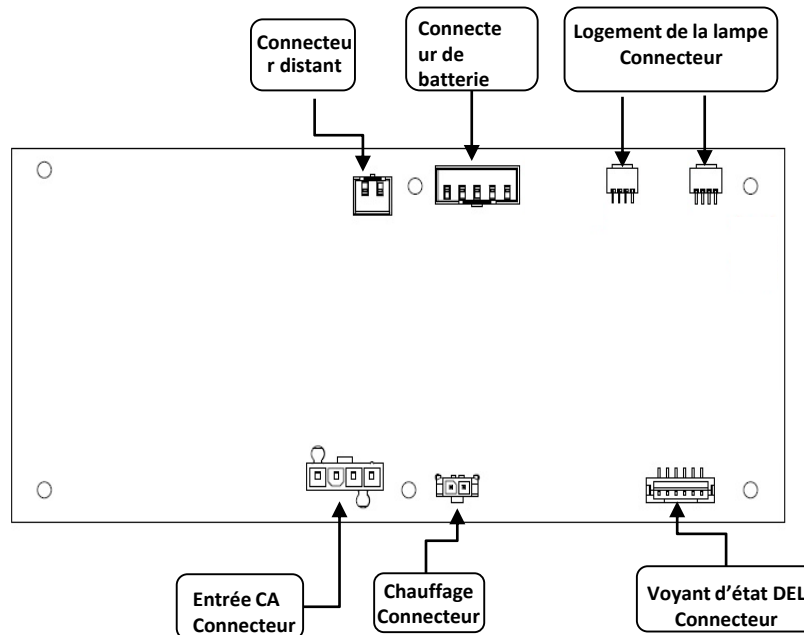 Connecteu
r distant
Connecte
ur de
batterie
Logement de la lampe
Connecteur
Entrée CA
Connecteur
Chauffage
Connecteur
Voyant d’état DEL
Connecteur